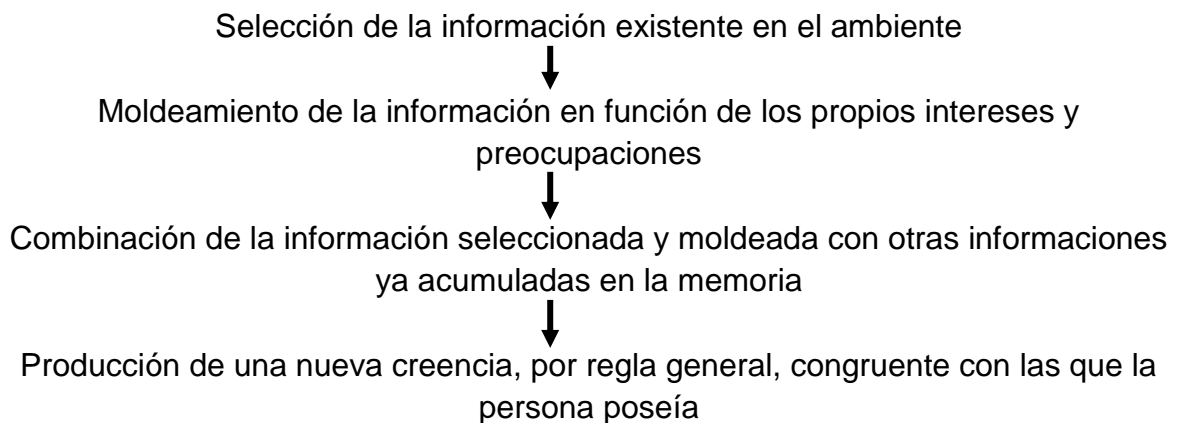 Selección de la información existente en el ambiente
Moldeamiento de la información en función de los propios intereses y
preocupaciones
Combinación de la información seleccionada y moldeada con otras informaciones
ya acumuladas en la memoria
Producción de una nueva creencia, por regla general, congruente con las que la
persona poseía